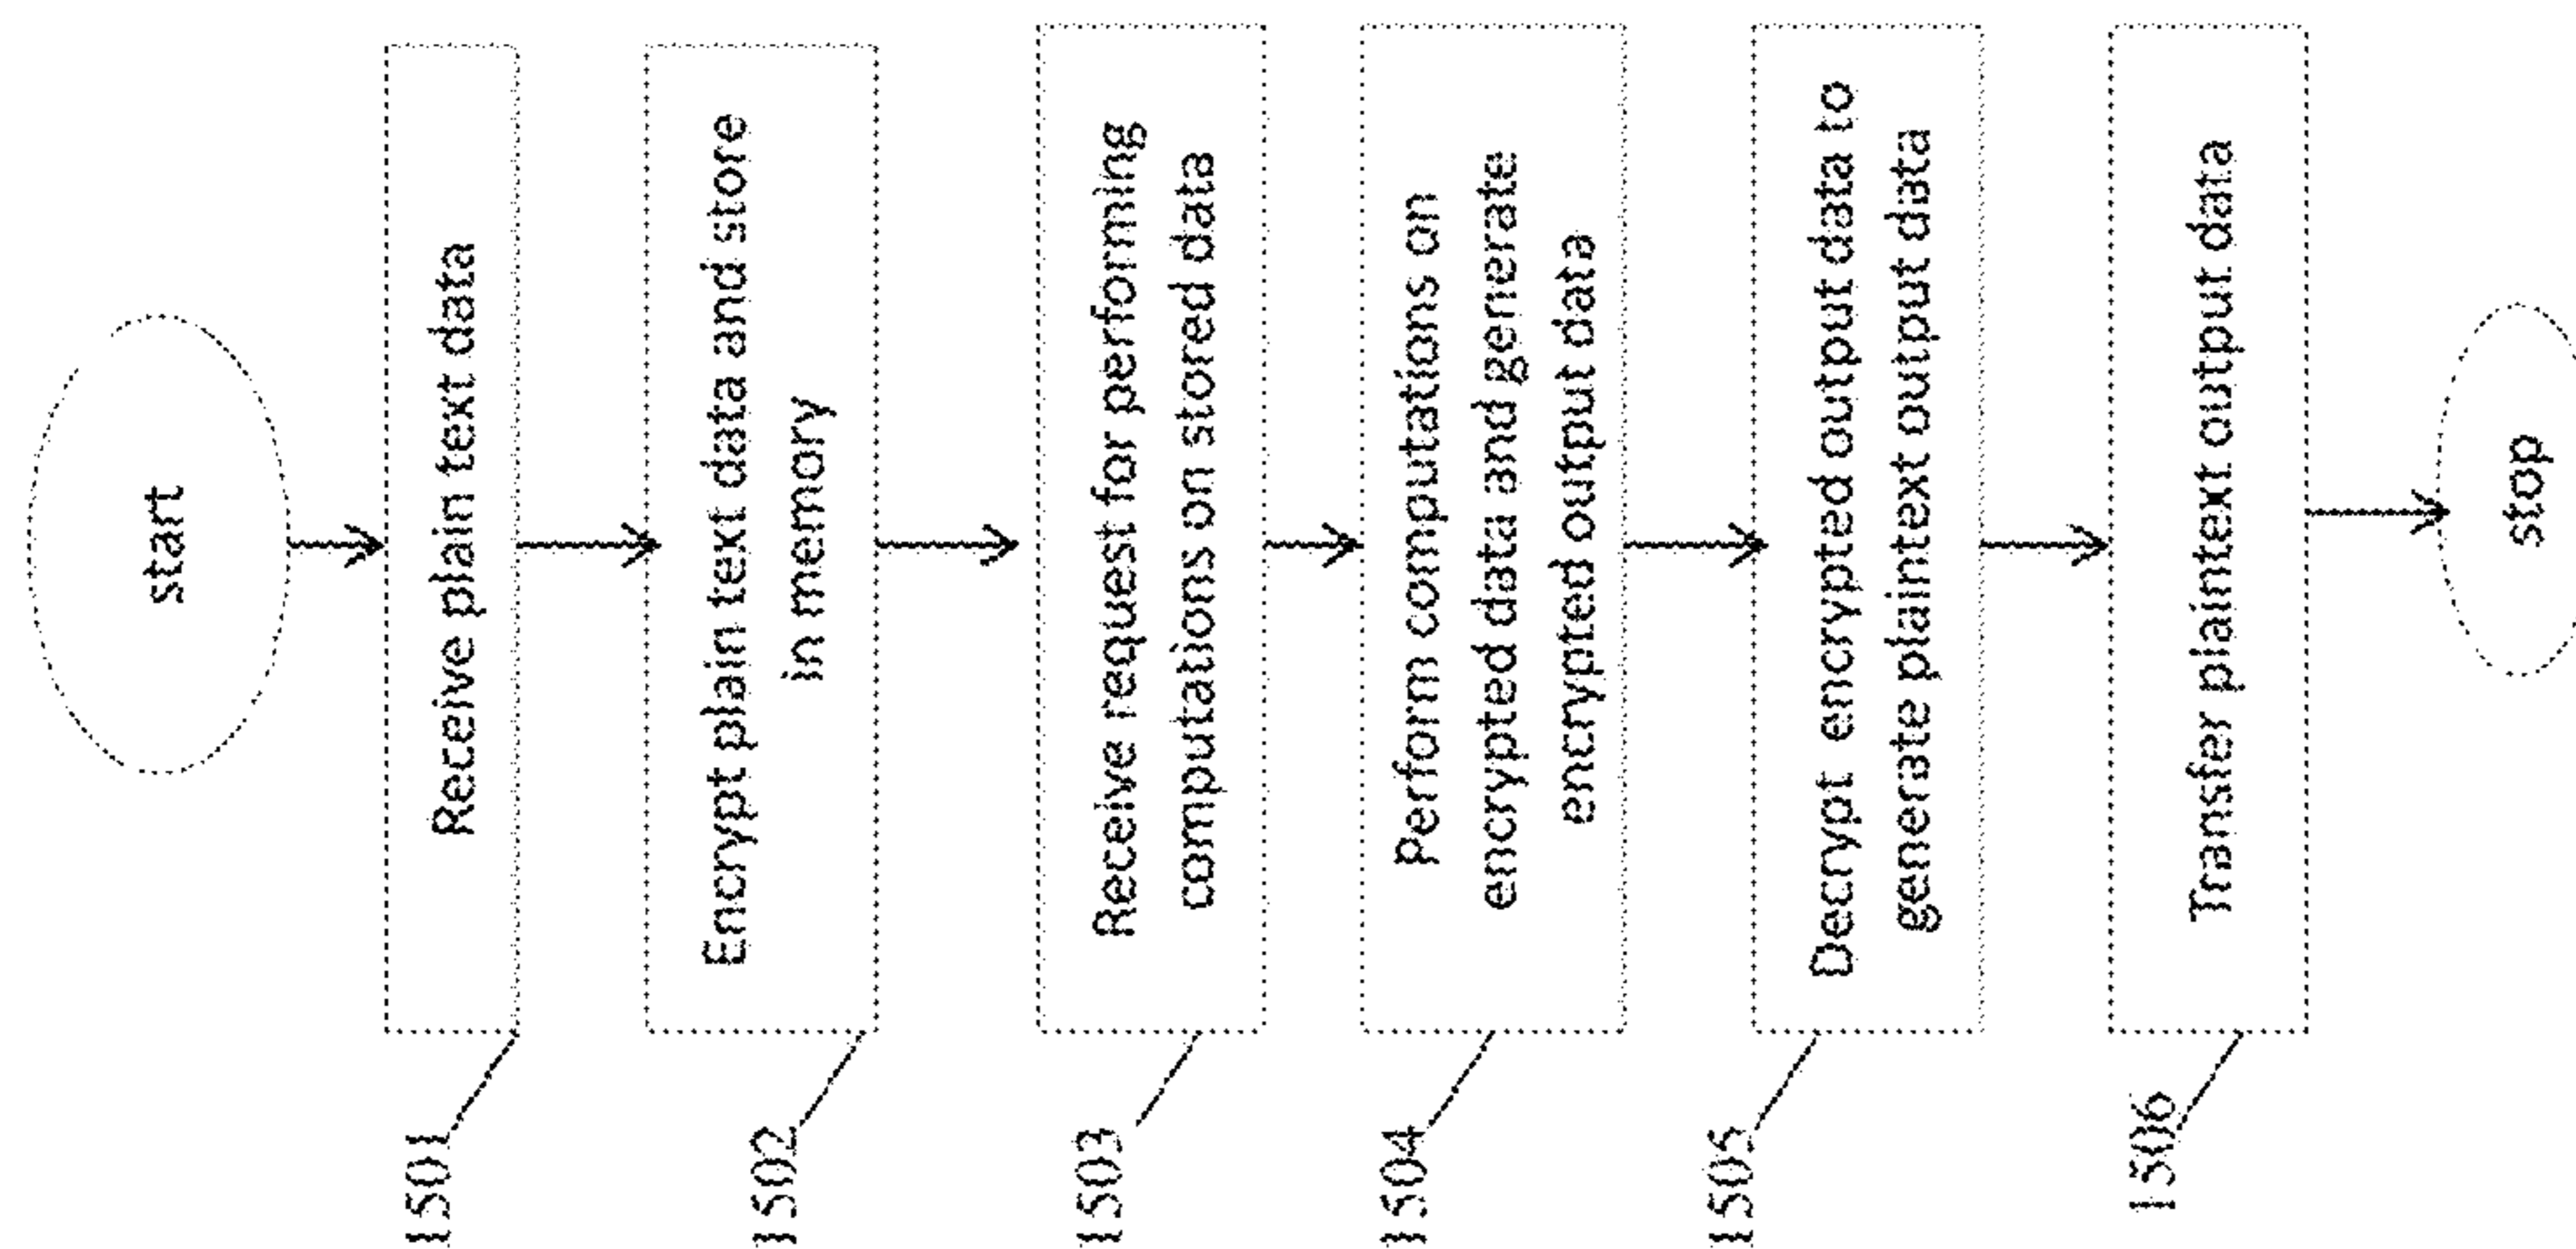 start
Receive plain text data
1501
Encrypt plain text data and store
in memory
1502
Receive request for performing
computations on stored data
1503
Perform computations on
encrypted data and generate
encrypted output data
1504
Decrypt encrypted output data to
generate plaintext output data
1505
Transfer plaintext output data
1506
stop